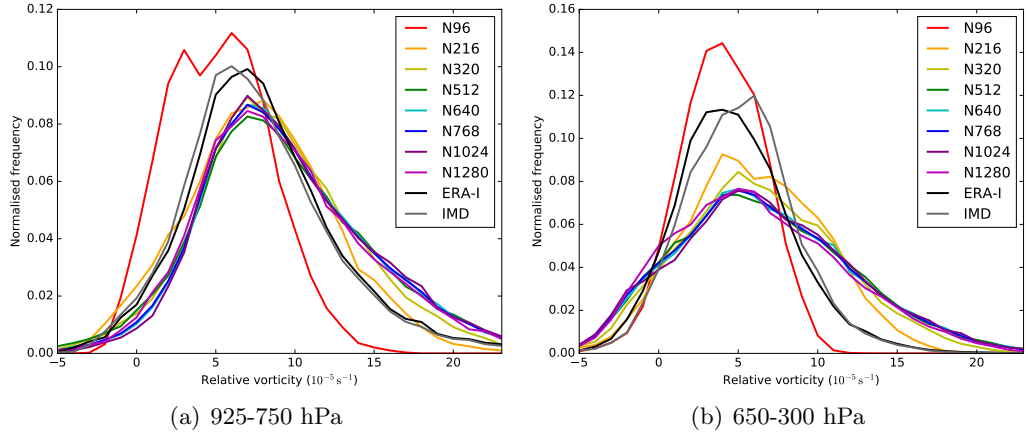 0.12
0.10
0.08
0.06
0.04
0.02
0.00
Normalised frequency
−5 0 5 10 15 20
Relative vorticity (10⁻⁵ s⁻¹)
N96
N216
N320
N512
N640
N768
N1024
N1280
ERA-I
IMD
(a) 925-750 hPa
0.16
0.14
0.12
0.10
0.08
0.06
0.04
0.02
0.00
Normalised frequency
−5 0 5 10 15 20
Relative vorticity (10⁻⁵ s⁻¹)
N96
N216
N320
N512
N640
N768
N1024
N1280
ERA-I
IMD
(b) 650-300 hPa